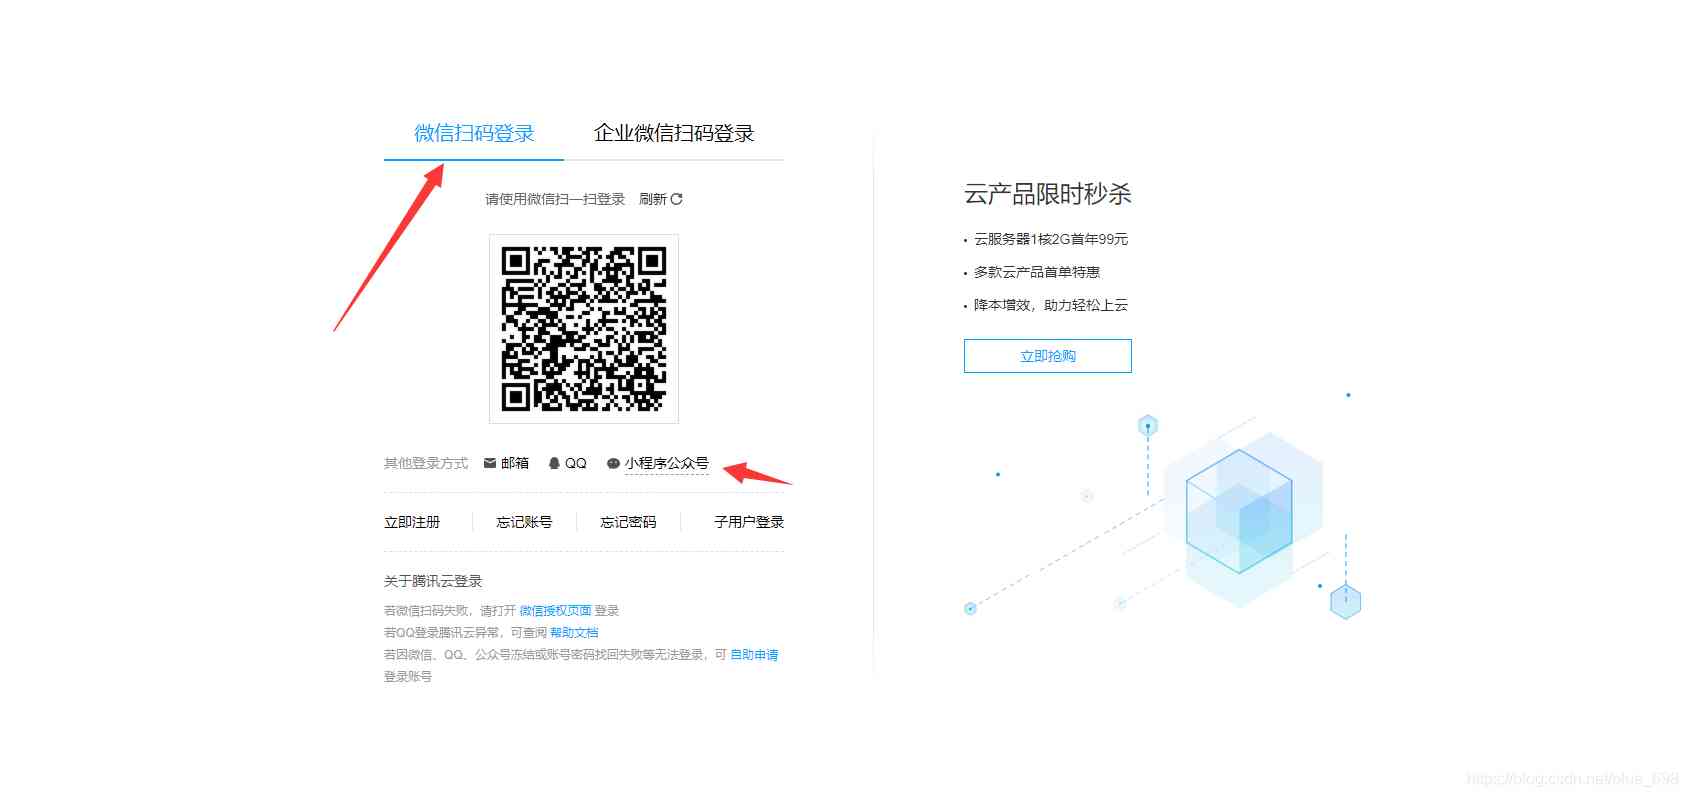 微信扫码登录 企业微信扫码登录
请使用微信扫一扫登录 刷新
其他登录方式 邮箱 QQ 小程序公众号
立即注册 忘记账号 忘记密码 子用户登录
关于腾讯云登录
若微信扫码失败，请打开 微信授权页面 登录
若QQ登录腾讯云异常，可查阅 帮助文档
若因微信、QQ、公众号冻结或账号密码找回失败等无法登录，可 自助申请
登录账号
云产品限时秒杀
• 云服务器1核2G首年99元
• 多款云产品首单特惠
• 降本增效，助力轻松上云
立即抢购